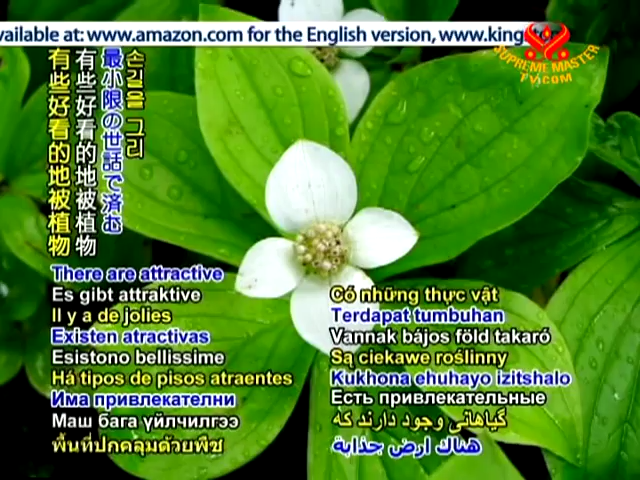 vailable at: www.amazon.com for the English version, www.king
SUPREME MASTER
TV.COM
손길을 그리
最小限の世話で済む
有些好看的地被植物
有些好看的地被植物
There are attractive
Es gibt attraktive
Il y a de jolies
Existen atractivas
Esistono bellissime
Há tipos de pisos atraentes
Има привлекателни
Маш бага үйлчилгээ
พื้นที่ปกคลุมด้วยพืช
Có những thực vật
Terdapat tumbuhan
Vannak bájos föld takaró
Są ciekawe roślinny
Kukhona ehuhayo izitshalo
Есть привлекательные
گیاهانی وجود دارند که
هناك ارض جذابة